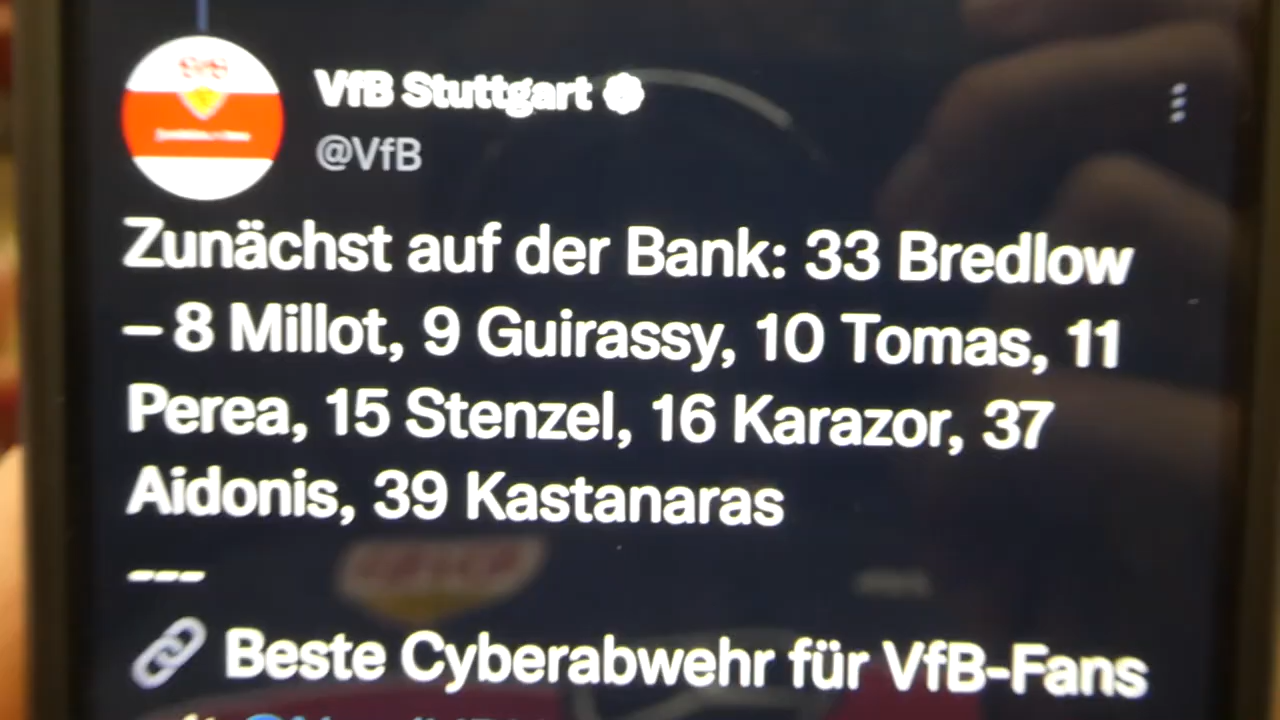 VfB Stuttgart
@VfB
Zunächst auf der Bank: 33 Bredlow
– 8 Millot, 9 Guirassy, 10 Tomas, 11
Perea, 15 Stenzel, 16 Karazor, 37
Aidonis, 39 Kastanaras
---
Beste Cyberabwehr für VfB-Fans